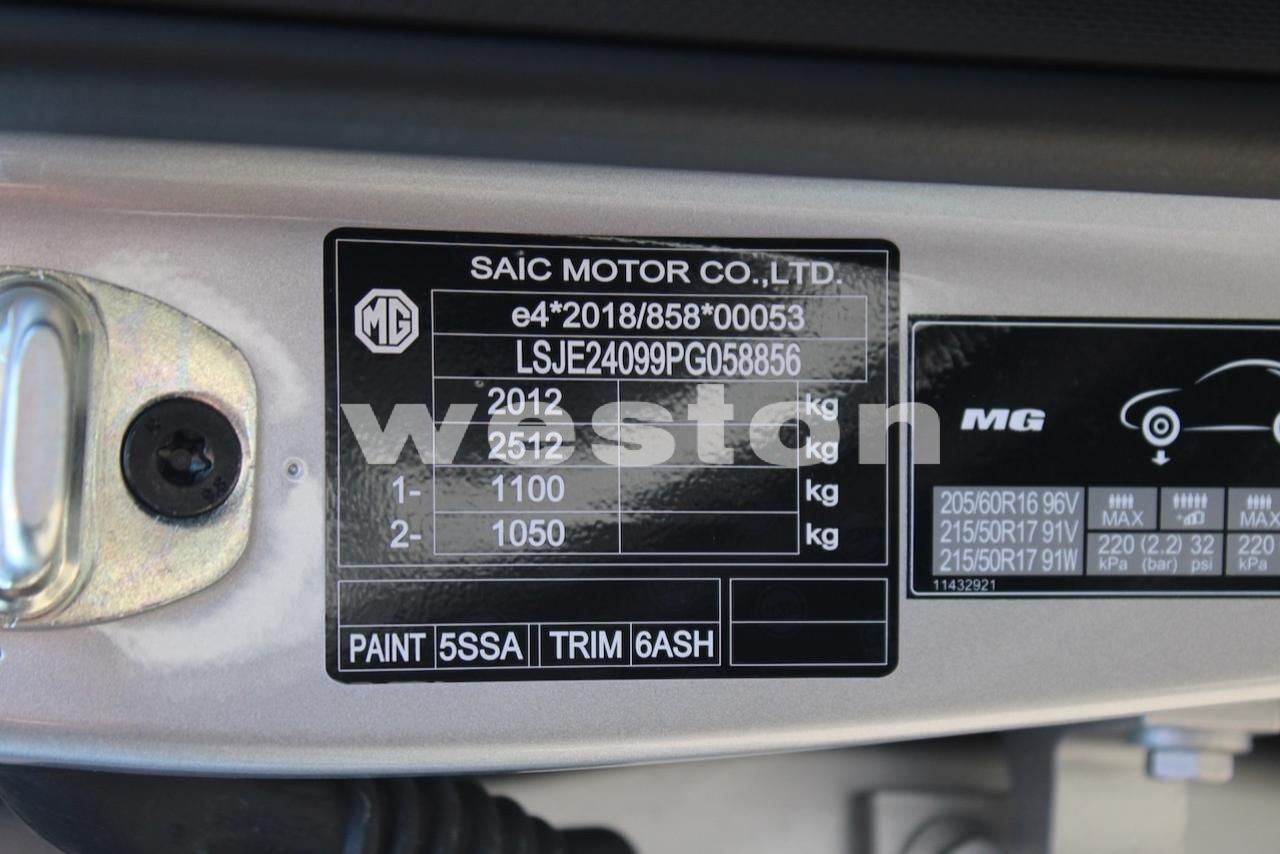 SAIC MOTOR CO.,LTD.
MG
e4*2018/858*00053
LSJE24099PG058856
2012 kg
2512 kg
1- 1100 kg
2- 1050 kg
PAINT 5SSA TRIM 6ASH
weston
MG
205/60R16 96V
215/50R17 91V
215/50R17 91W
MAX MAX
220 (2.2) 32 220
kPa (bar) psi kPa
11432921